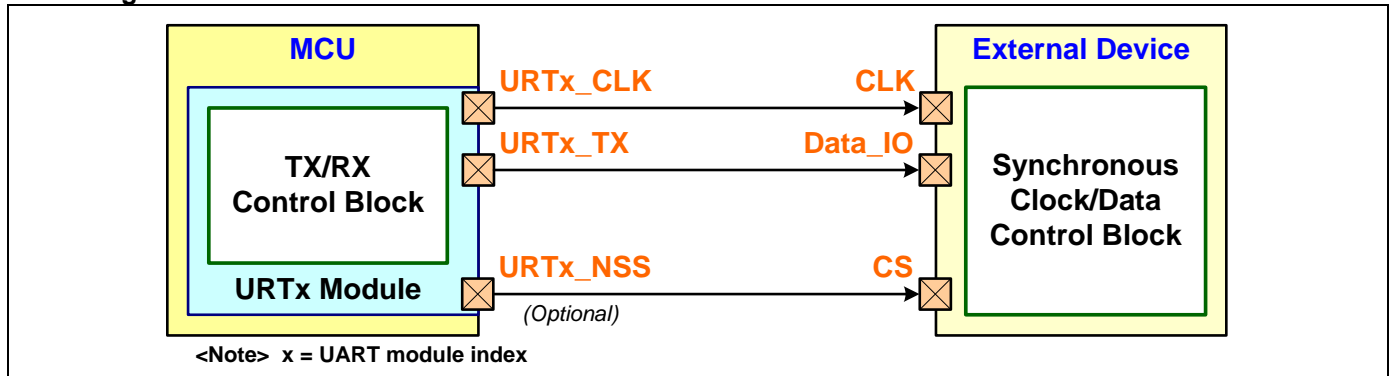 MCU
External Device
URTx_CLK
CLK
URTx_TX
Data_IO
TX/RX
Control Block
Synchronous
Clock/Data
Control Block
URTx_NSS
CS
URTx Module
(Optional)
<Note> x = UART module index